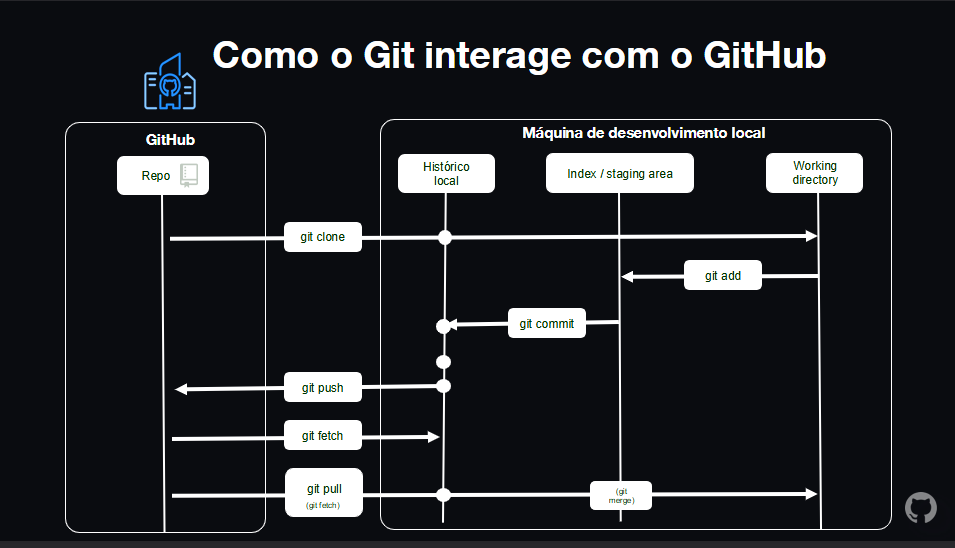 Como o Git interage com o GitHub
GitHub
Máquina de desenvolvimento local
Repo
Histórico
local
Index / staging area
Working
directory
git clone
git add
git commit
git push
git fetch
git pull
(git fetch)
(git
merge)